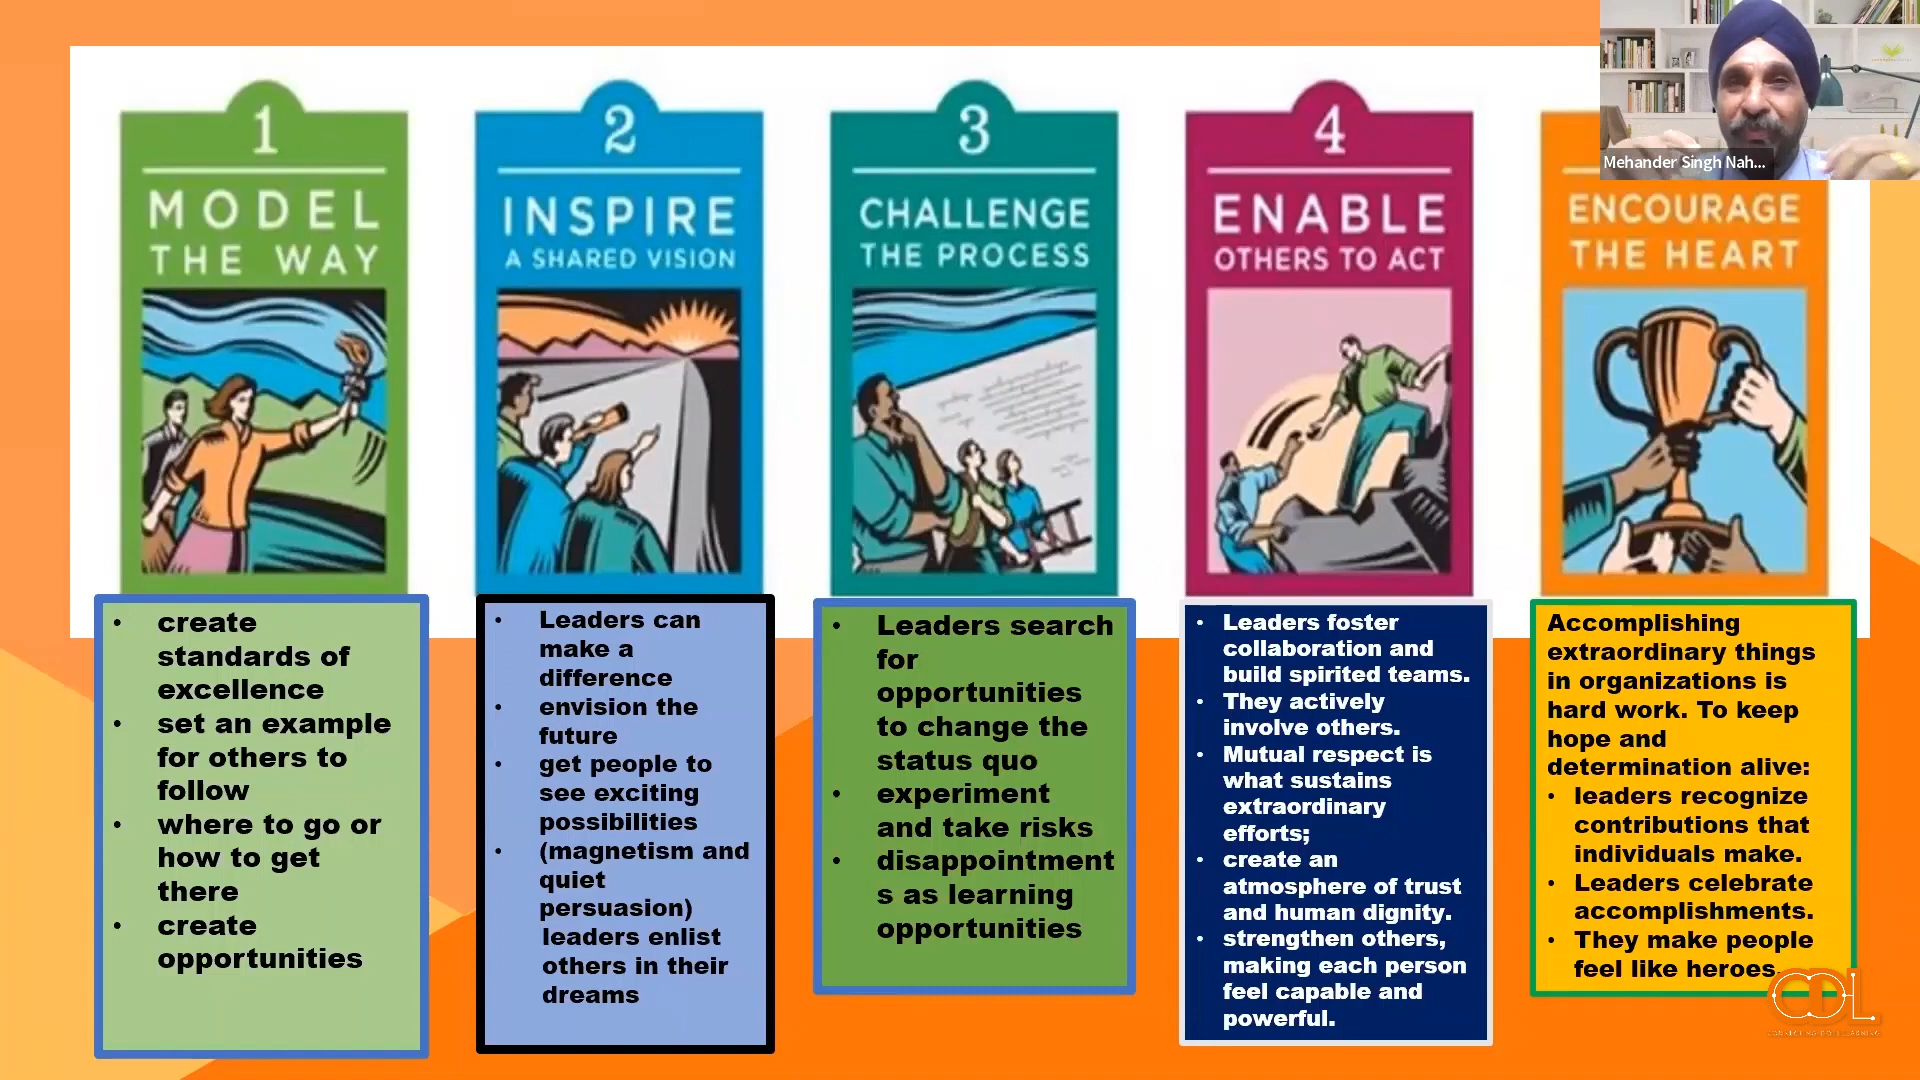 1
MODEL
THE WAY
2
INSPIRE
A SHARED VISION
3
CHALLENGE
THE PROCESS
4
ENABLE
OTHERS TO ACT
ENCOURAGE
THE HEART
Mehander Singh Nah...
• create
standards of
excellence
• set an example
for others to
follow
• where to go or
how to get
there
• create
opportunities
• Leaders can
make a
difference
• envision the
future
• get people to
see exciting
possibilities
• (magnetism and
quiet
persuasion)
leaders enlist
others in their
dreams
• Leaders search
for
opportunities
to change the
status quo
• experiment
and take risks
• disappointment
s as learning
opportunities
• Leaders foster
collaboration and
build spirited teams.
• They actively
involve others.
• Mutual respect is
what sustains
extraordinary
efforts;
• create an
atmosphere of trust
and human dignity.
• strengthen others,
making each person
feel capable and
powerful.
Accomplishing
extraordinary things
in organizations is
hard work. To keep
hope and
determination alive:
• leaders recognize
contributions that
individuals make.
• Leaders celebrate
accomplishments.
• They make people
feel like heroes.
CDL